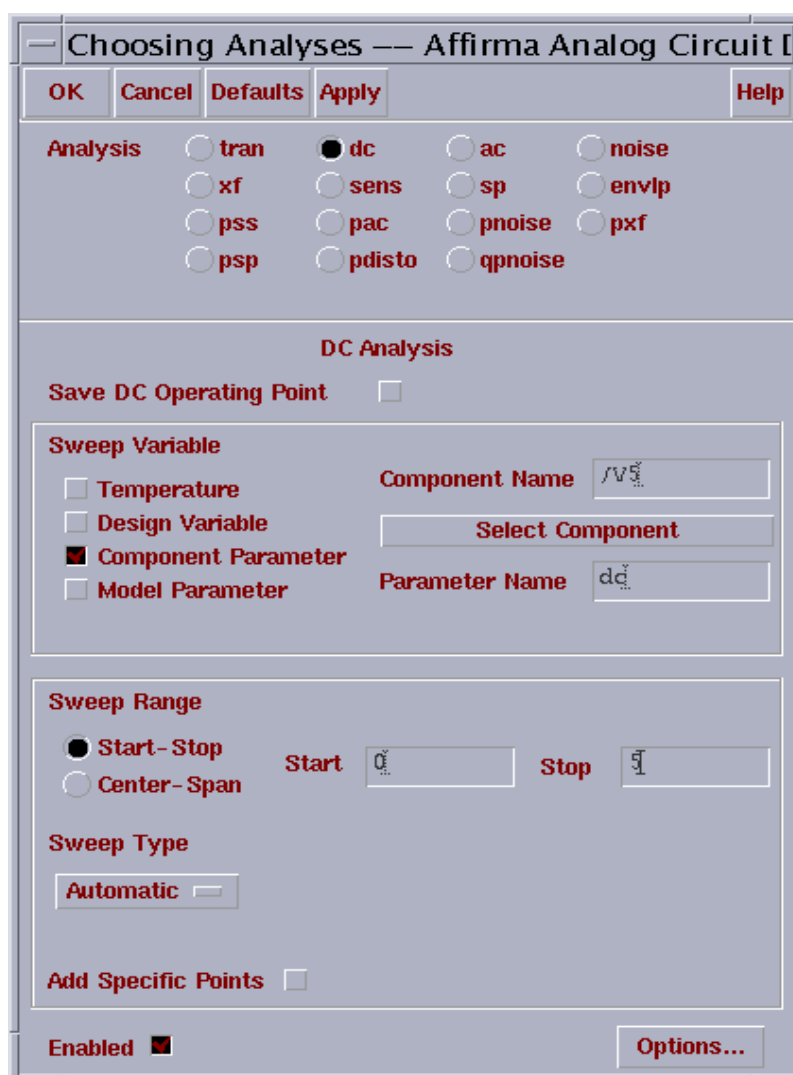 Choosing Analyses —— Affirma Analog Circuit D
OK Cancel Defaults Apply Help
Analysis tran dc ac noise
xf sens sp envlp
pss pac pnoise pxf
psp pdisto qpnoise
DC Analysis
Save DC Operating Point
Sweep Variable
Temperature
Design Variable
Component Parameter
Model Parameter
Component Name /V5
Select Component
Parameter Name dc
Sweep Range
Start-Stop
Center-Span
Start 0 Stop 5
Sweep Type
Automatic
Add Specific Points
Enabled Options...